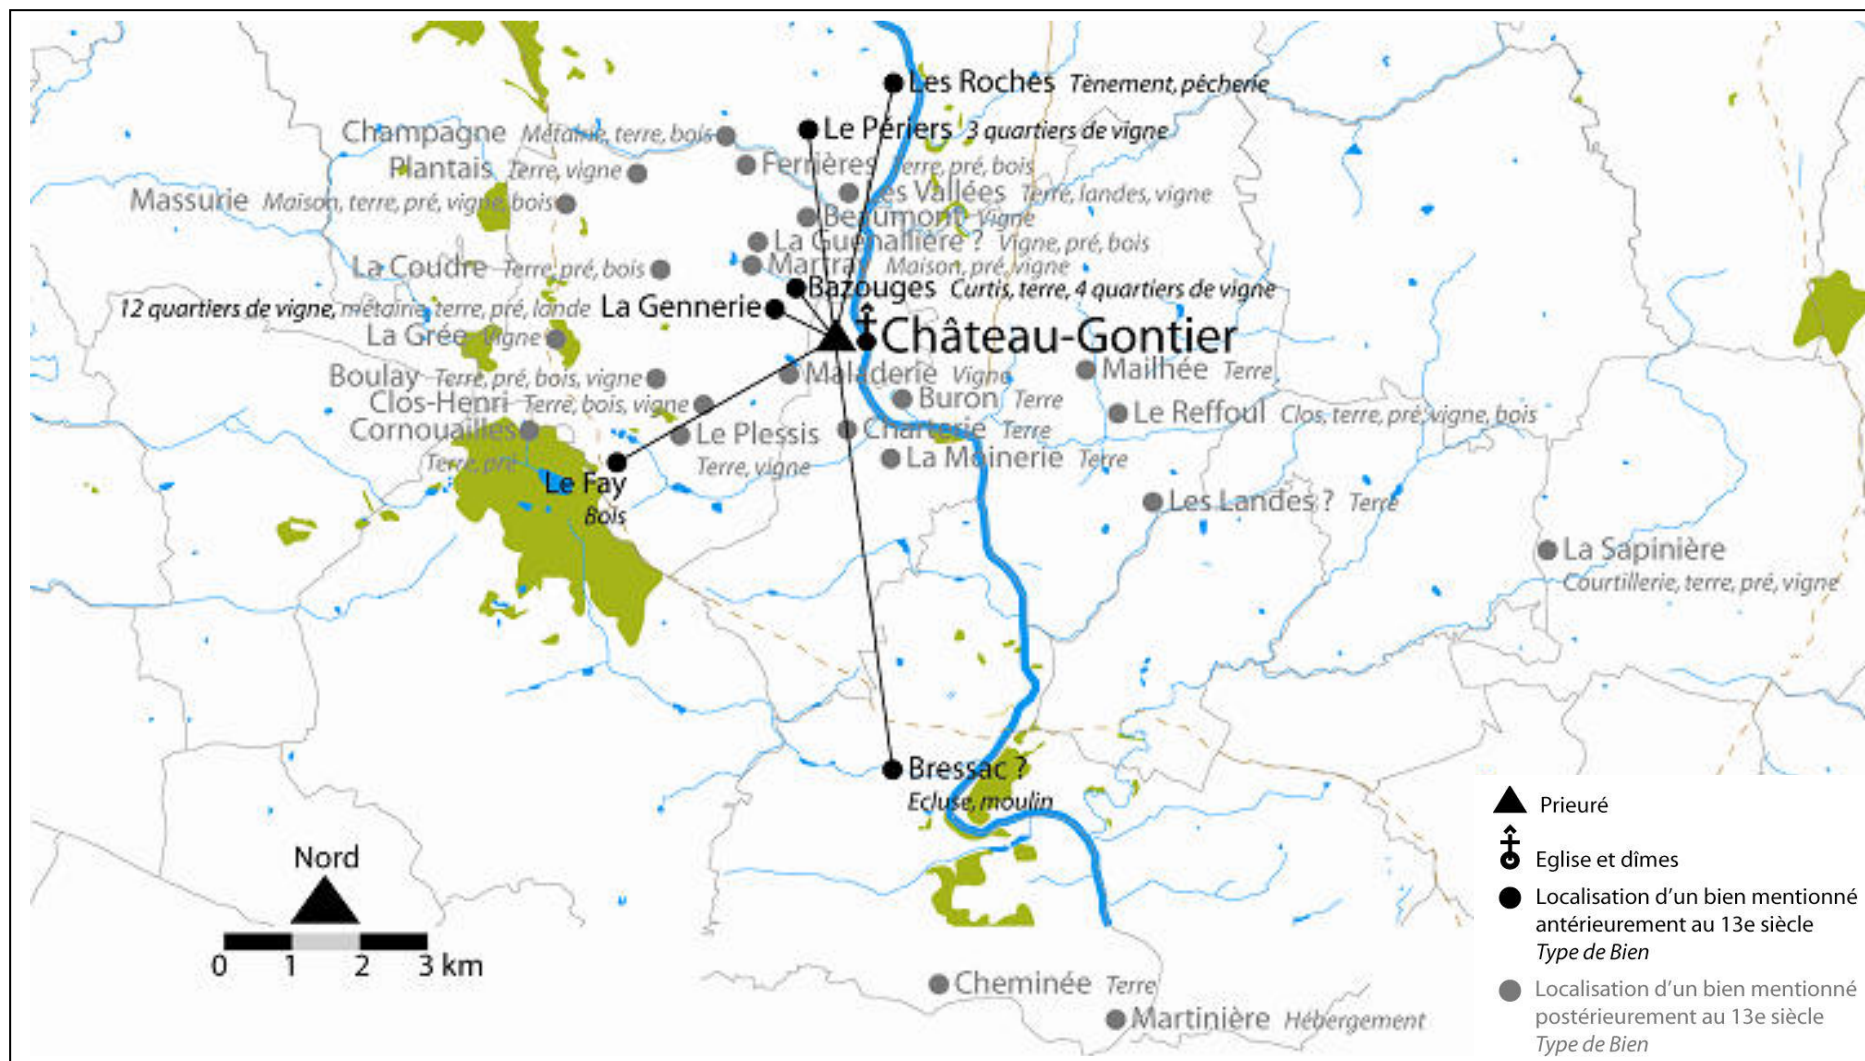 Les Roches Tènement, pêcherie
Champagne Métairie, terre, bois
Le Périers 3 quartiers de vigne
Plantais Terre, vigne
Ferrières Terre, pré, bois
Massurie Maison, terre, pré, vigne, bois
Les Vallées Terre, landes, vigne
Beaumont Vigne
La Guénallière ? Vigne, pré, bois
La Coudre Terre, pré, bois
Martray Maison, pré, vigne
Bazouges Curtis, terre, 4 quartiers de vigne
12 quartiers de vigne, métairie, terre, pré, lande La Gennerie
La Grée Vigne
Château-Gontier
Boulay Terre, pré, bois, vigne
Maladerie Vigne
Mailhée Terre
Clos-Henri Terre, bois, vigne
Buron Terre
Le Reffoul Clos, terre, pré, vigne, bois
Cornouailles
Terre, pré
Le Plessis
Terre, vigne
Charterie Terre
La Moinerie Terre
Le Fay
Bois
Les Landes ? Terre
La Sapinière
Courtillerie, terre, pré, vigne
Bressac ?
Ecluse, moulin
Nord
0 1 2 3 km
Cheminée Terre
Martinière Hébergement
Prieuré
Eglise et dîmes
Localisation d'un bien mentionné
antérieurement au 13e siècle
Type de Bien
Localisation d'un bien mentionné
postérieurement au 13e siècle
Type de Bien